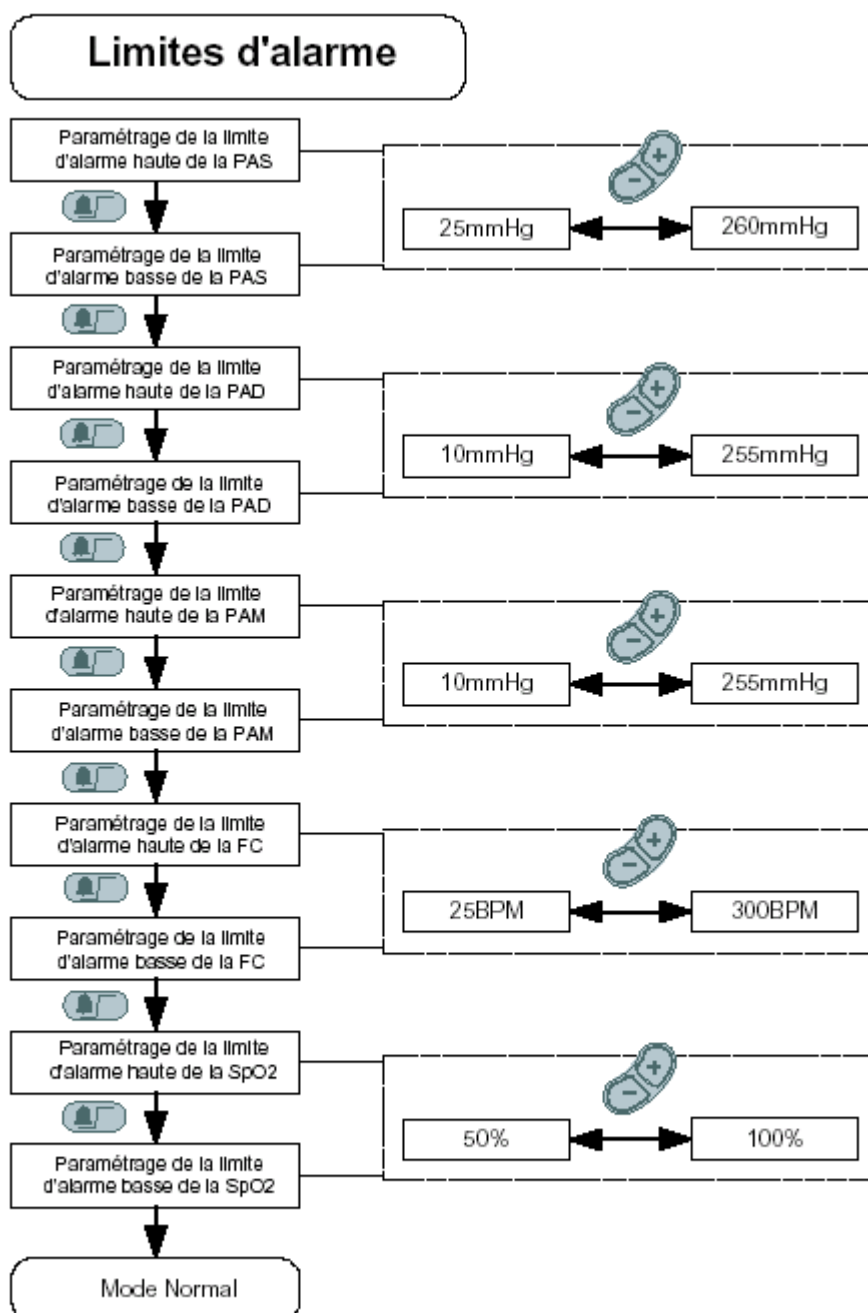 Limites d'alarme
Paramétrage de la limite
d'alarme haute de la PAS
25mmHg
260mmHg
Paramétrage de la limite
d'alarme basse de la PAS
Paramétrage de la limite
d'alarme haute de la PAD
10mmHg
255mmHg
Paramétrage de la limite
d'alarme basse de la PAD
Paramétrage de la limite
d'alarme haute de la PAM
10mmHg
255mmHg
Paramétrage de la limite
d'alarme basse de la PAM
Paramétrage de la limite
d'alarme haute de la FC
25BPM
300BPM
Paramétrage de la limite
d'alarme basse de la FC
Paramétrage de la limite
d'alarme haute de la SpO2
50%
100%
Paramétrage de la limite
d'alarme basse de la SpO2
Mode Normal